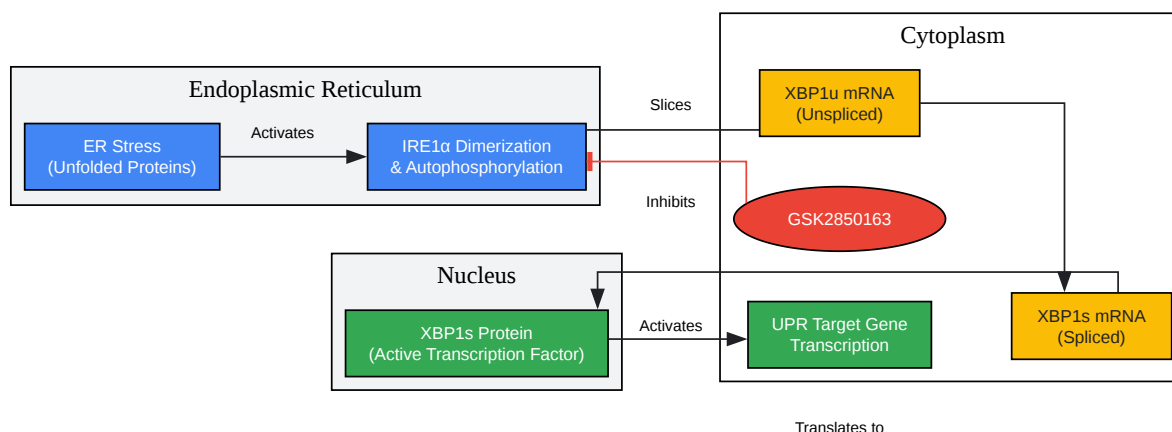 Cytoplasm
Endoplasmic Reticulum
ER Stress
(Unfolded Proteins)
Activates
IRE1α Dimerization
& Autophosphorylation
Slices
XBP1u mRNA
(Unspliced)
Inhibits
GSK2850163
Nucleus
XBP1s Protein
(Active Transcription Factor)
Activates
UPR Target Gene
Transcription
XBP1s mRNA
(Spliced)
Translates to